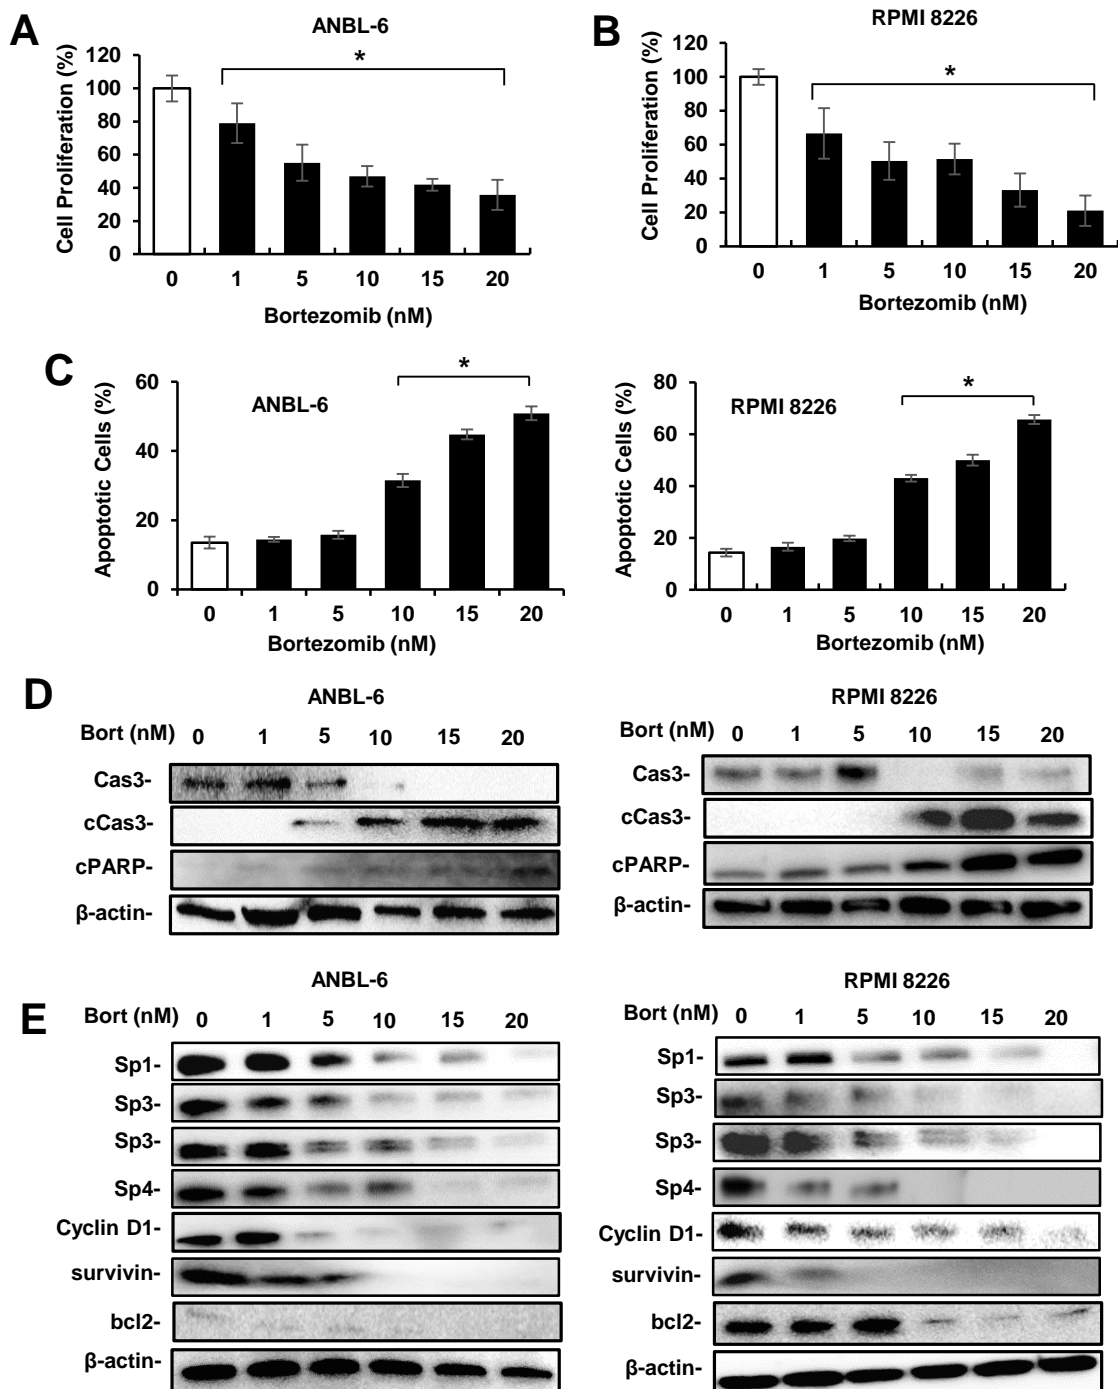 A
ANBL-6
Cell Proliferation (%)
120
100
80
60
40
20
0
*
0 1 5 10 15 20
Bortezomib (nM)
B
RPMI 8226
Cell Proliferation (%)
120
100
80
60
40
20
0
*
0 1 5 10 15 20
Bortezomib (nM)
C
Apoptotic Cells (%)
60
40
20
0
ANBL-6
*
0 1 5 10 15 20
Bortezomib (nM)
Apoptotic Cells (%)
80
60
40
20
0
RPMI 8226
*
0 1 5 10 15 20
Bortezomib (nM)
D
ANBL-6
Bort (nM) 0 1 5 10 15 20
Cas3-
cCas3-
cPARP-
β-actin-
RPMI 8226
Bort (nM) 0 1 5 10 15 20
Cas3-
cCas3-
cPARP-
β-actin-
E
ANBL-6
Bort (nM) 0 1 5 10 15 20
Sp1-
Sp3-
Sp3-
Sp4-
Cyclin D1-
survivin-
bcl2-
β-actin-
RPMI 8226
Bort (nM) 0 1 5 10 15 20
Sp1-
Sp3-
Sp3-
Sp4-
Cyclin D1-
survivin-
bcl2-
β-actin-